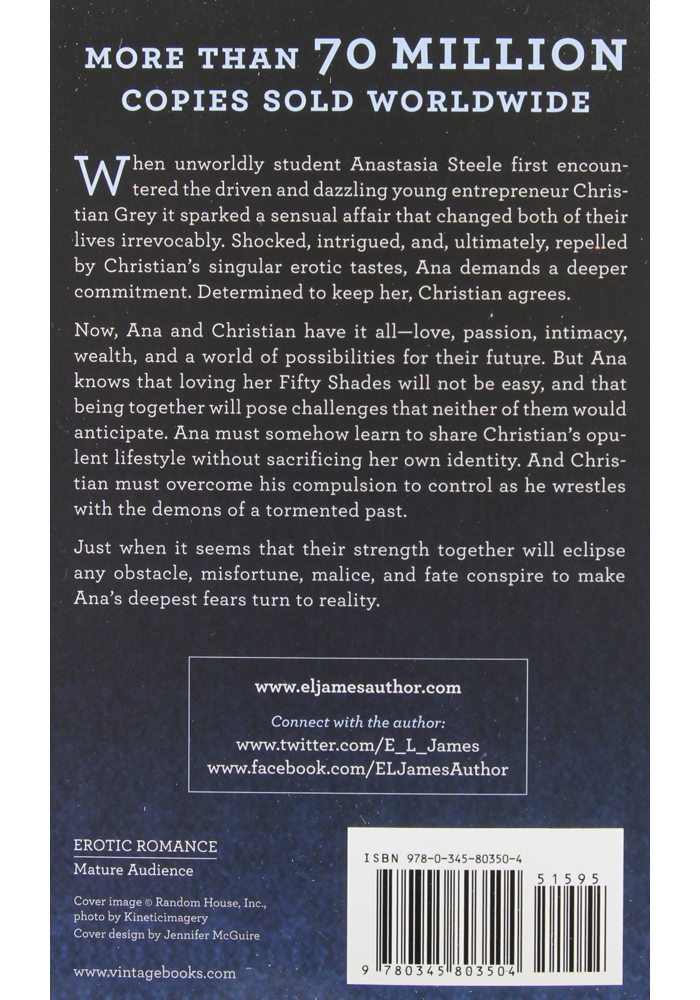 MORE THAN 70 MILLION
COPIES SOLD WORLDWIDE
When unworldly student Anastasia Steele first encoun-
tered the driven and dazzling young entrepreneur Chris-
tian Grey it sparked a sensual affair that changed both of their
lives irrevocably. Shocked, intrigued, and, ultimately, repelled
by Christian's singular erotic tastes, Ana demands a deeper
commitment. Determined to keep her, Christian agrees.
Now, Ana and Christian have it all—love, passion, intimacy,
wealth, and a world of possibilities for their future. But Ana
knows that loving her Fifty Shades will not be easy, and that
being together will pose challenges that neither of them would
anticipate. Ana must somehow learn to share Christian's opu-
lent lifestyle without sacrificing her own identity. And Chris-
tian must overcome his compulsion to control as he wrestles
with the demons of a tormented past.
Just when it seems that their strength together will eclipse
any obstacle, misfortune, malice, and fate conspire to make
Ana's deepest fears turn to reality.
www.eljamesauthor.com
Connect with the author:
www.twitter.com/E_L_James
www.facebook.com/ELJamesAuthor
EROTIC ROMANCE
Mature Audience
Cover image © Random House, Inc.,
photo by Kineticimagery
Cover design by Jennifer McGuire
www.vintagebooks.com
ISBN 978-0-345-80350-4
51595
9 780345 803504